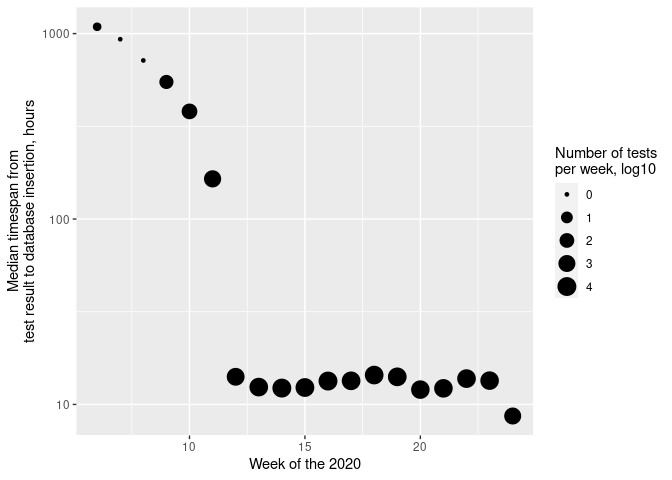 Median timespan from
test result to database insertion, hours
1000
100
10
10
15
20
Week of the 2020
Number of tests
per week, log10
0
1
2
3
4